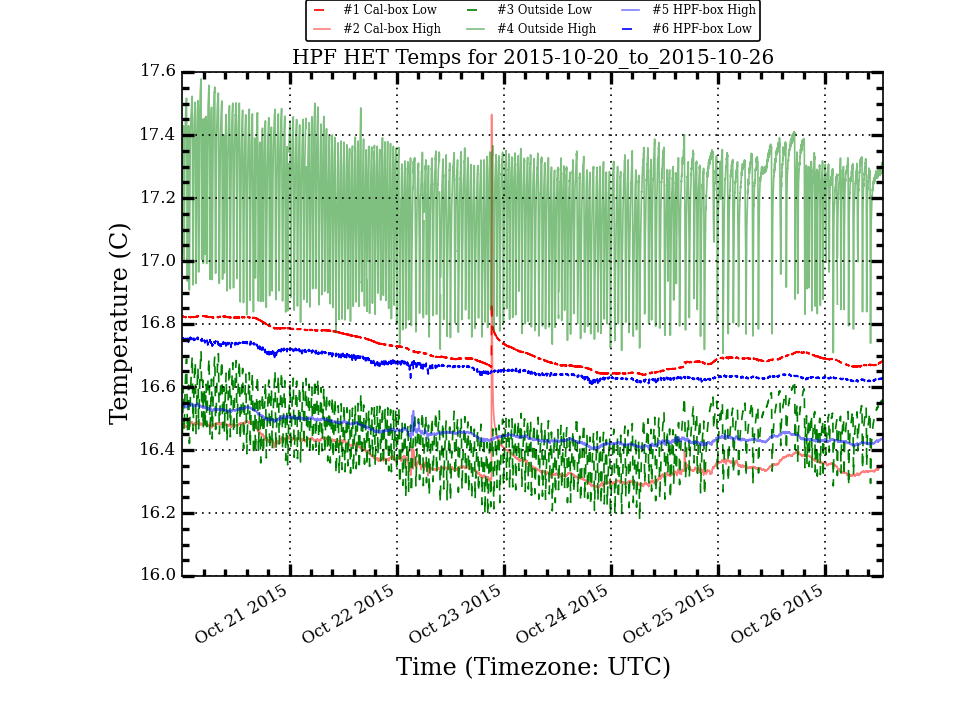 #1 Cal-box Low #3 Outside Low #5 HPF-box High
#2 Cal-box High #4 Outside High #6 HPF-box Low
HPF HET Temps for 2015-10-20_to_2015-10-26
17.6
17.4
17.2
17.0
16.8
16.6
16.4
16.2
16.0
Temperature (C)
Oct 21 2015 Oct 22 2015 Oct 23 2015 Oct 24 2015 Oct 25 2015 Oct 26 2015
Time (Timezone: UTC)